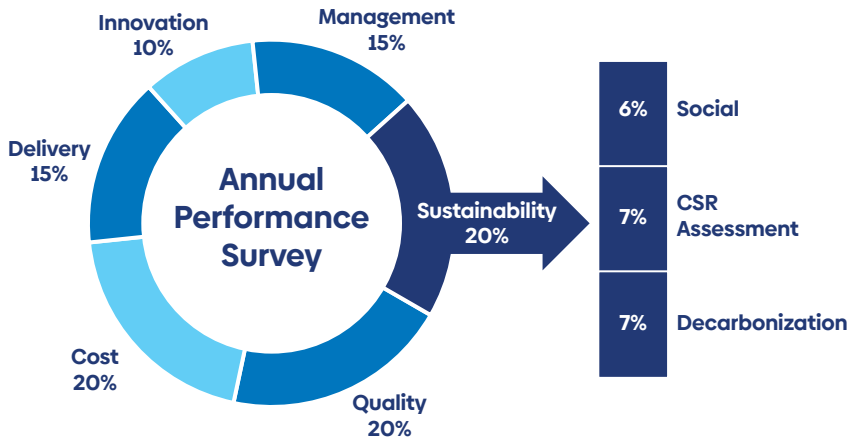 Innovation
10%
Management
15%
Delivery
15%
Annual
Performance
Survey
Sustainability
20%
Cost
20%
Quality
20%
6%
Social
7%
CSR
Assessment
7%
Decarbonization